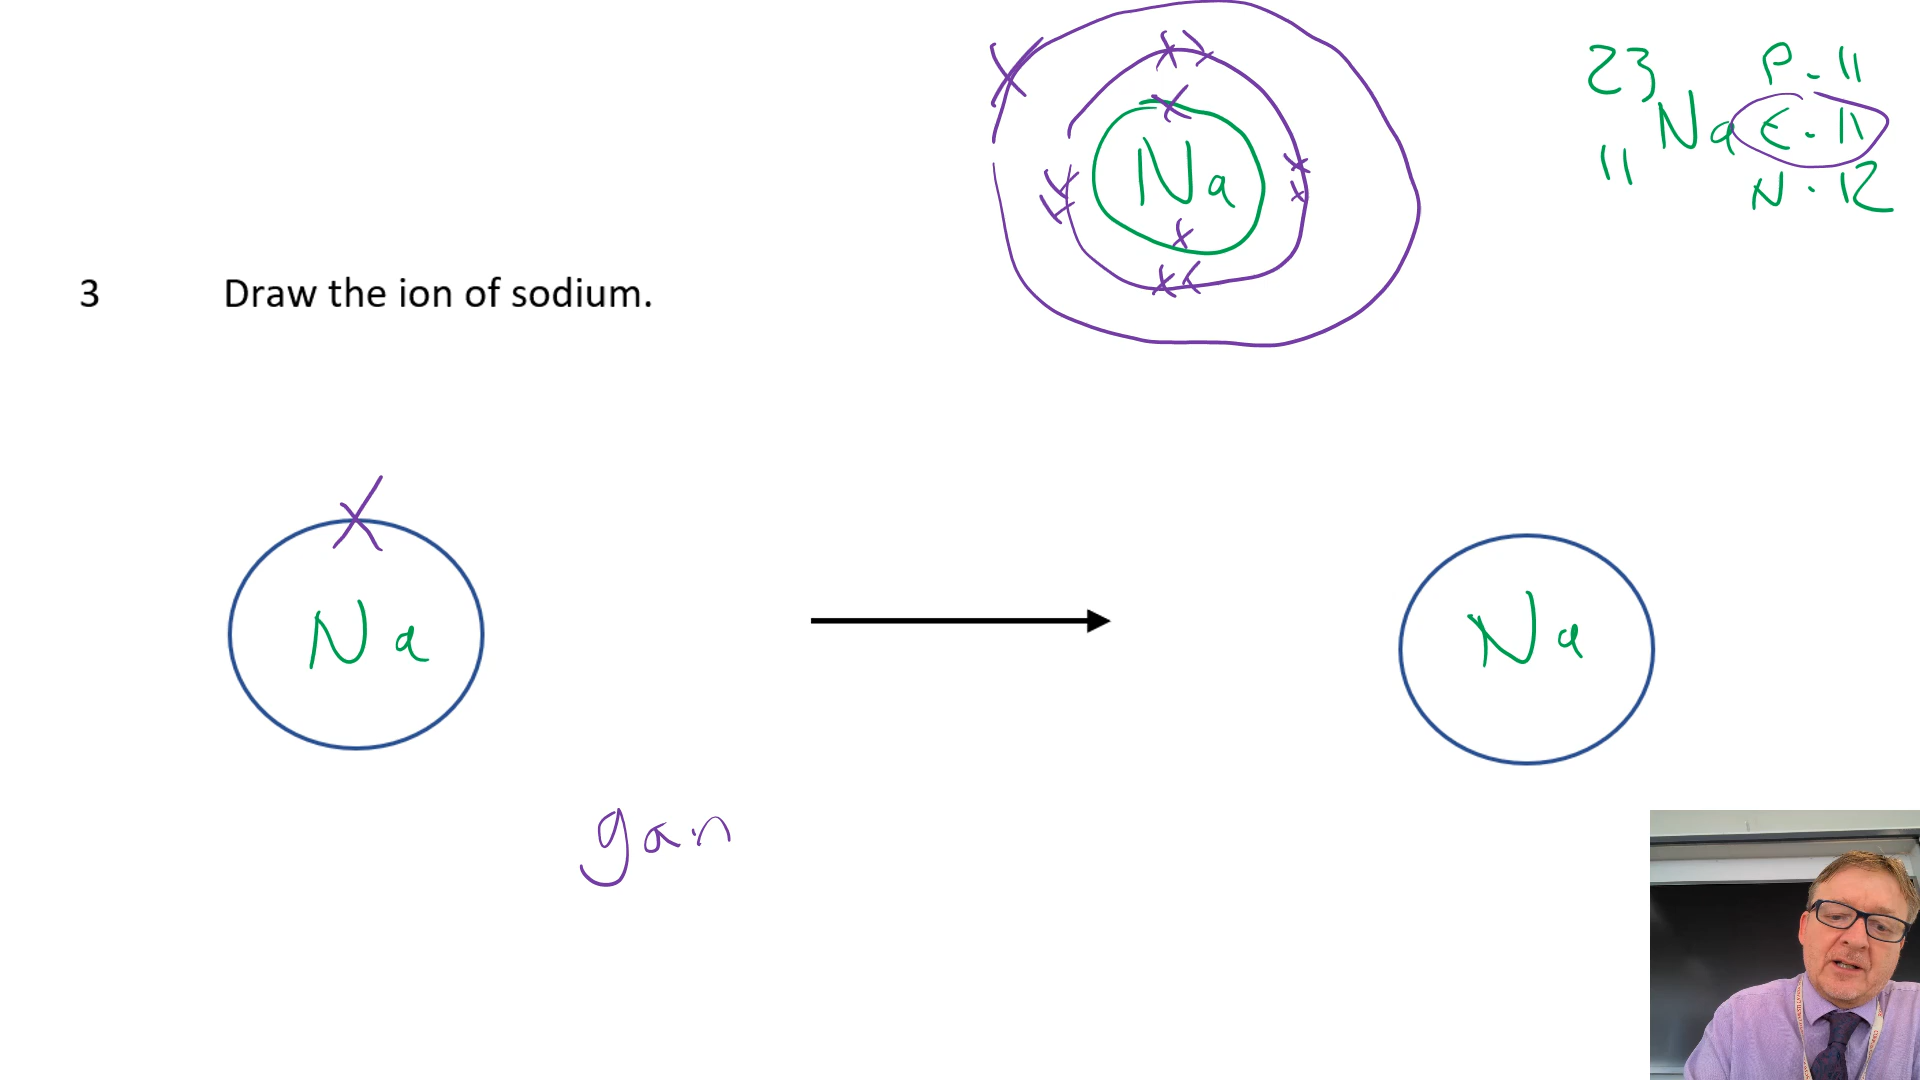 23 P - 11
Na E - 11
11 N - 12
Na
3 Draw the ion of sodium.
Na
Na
gain